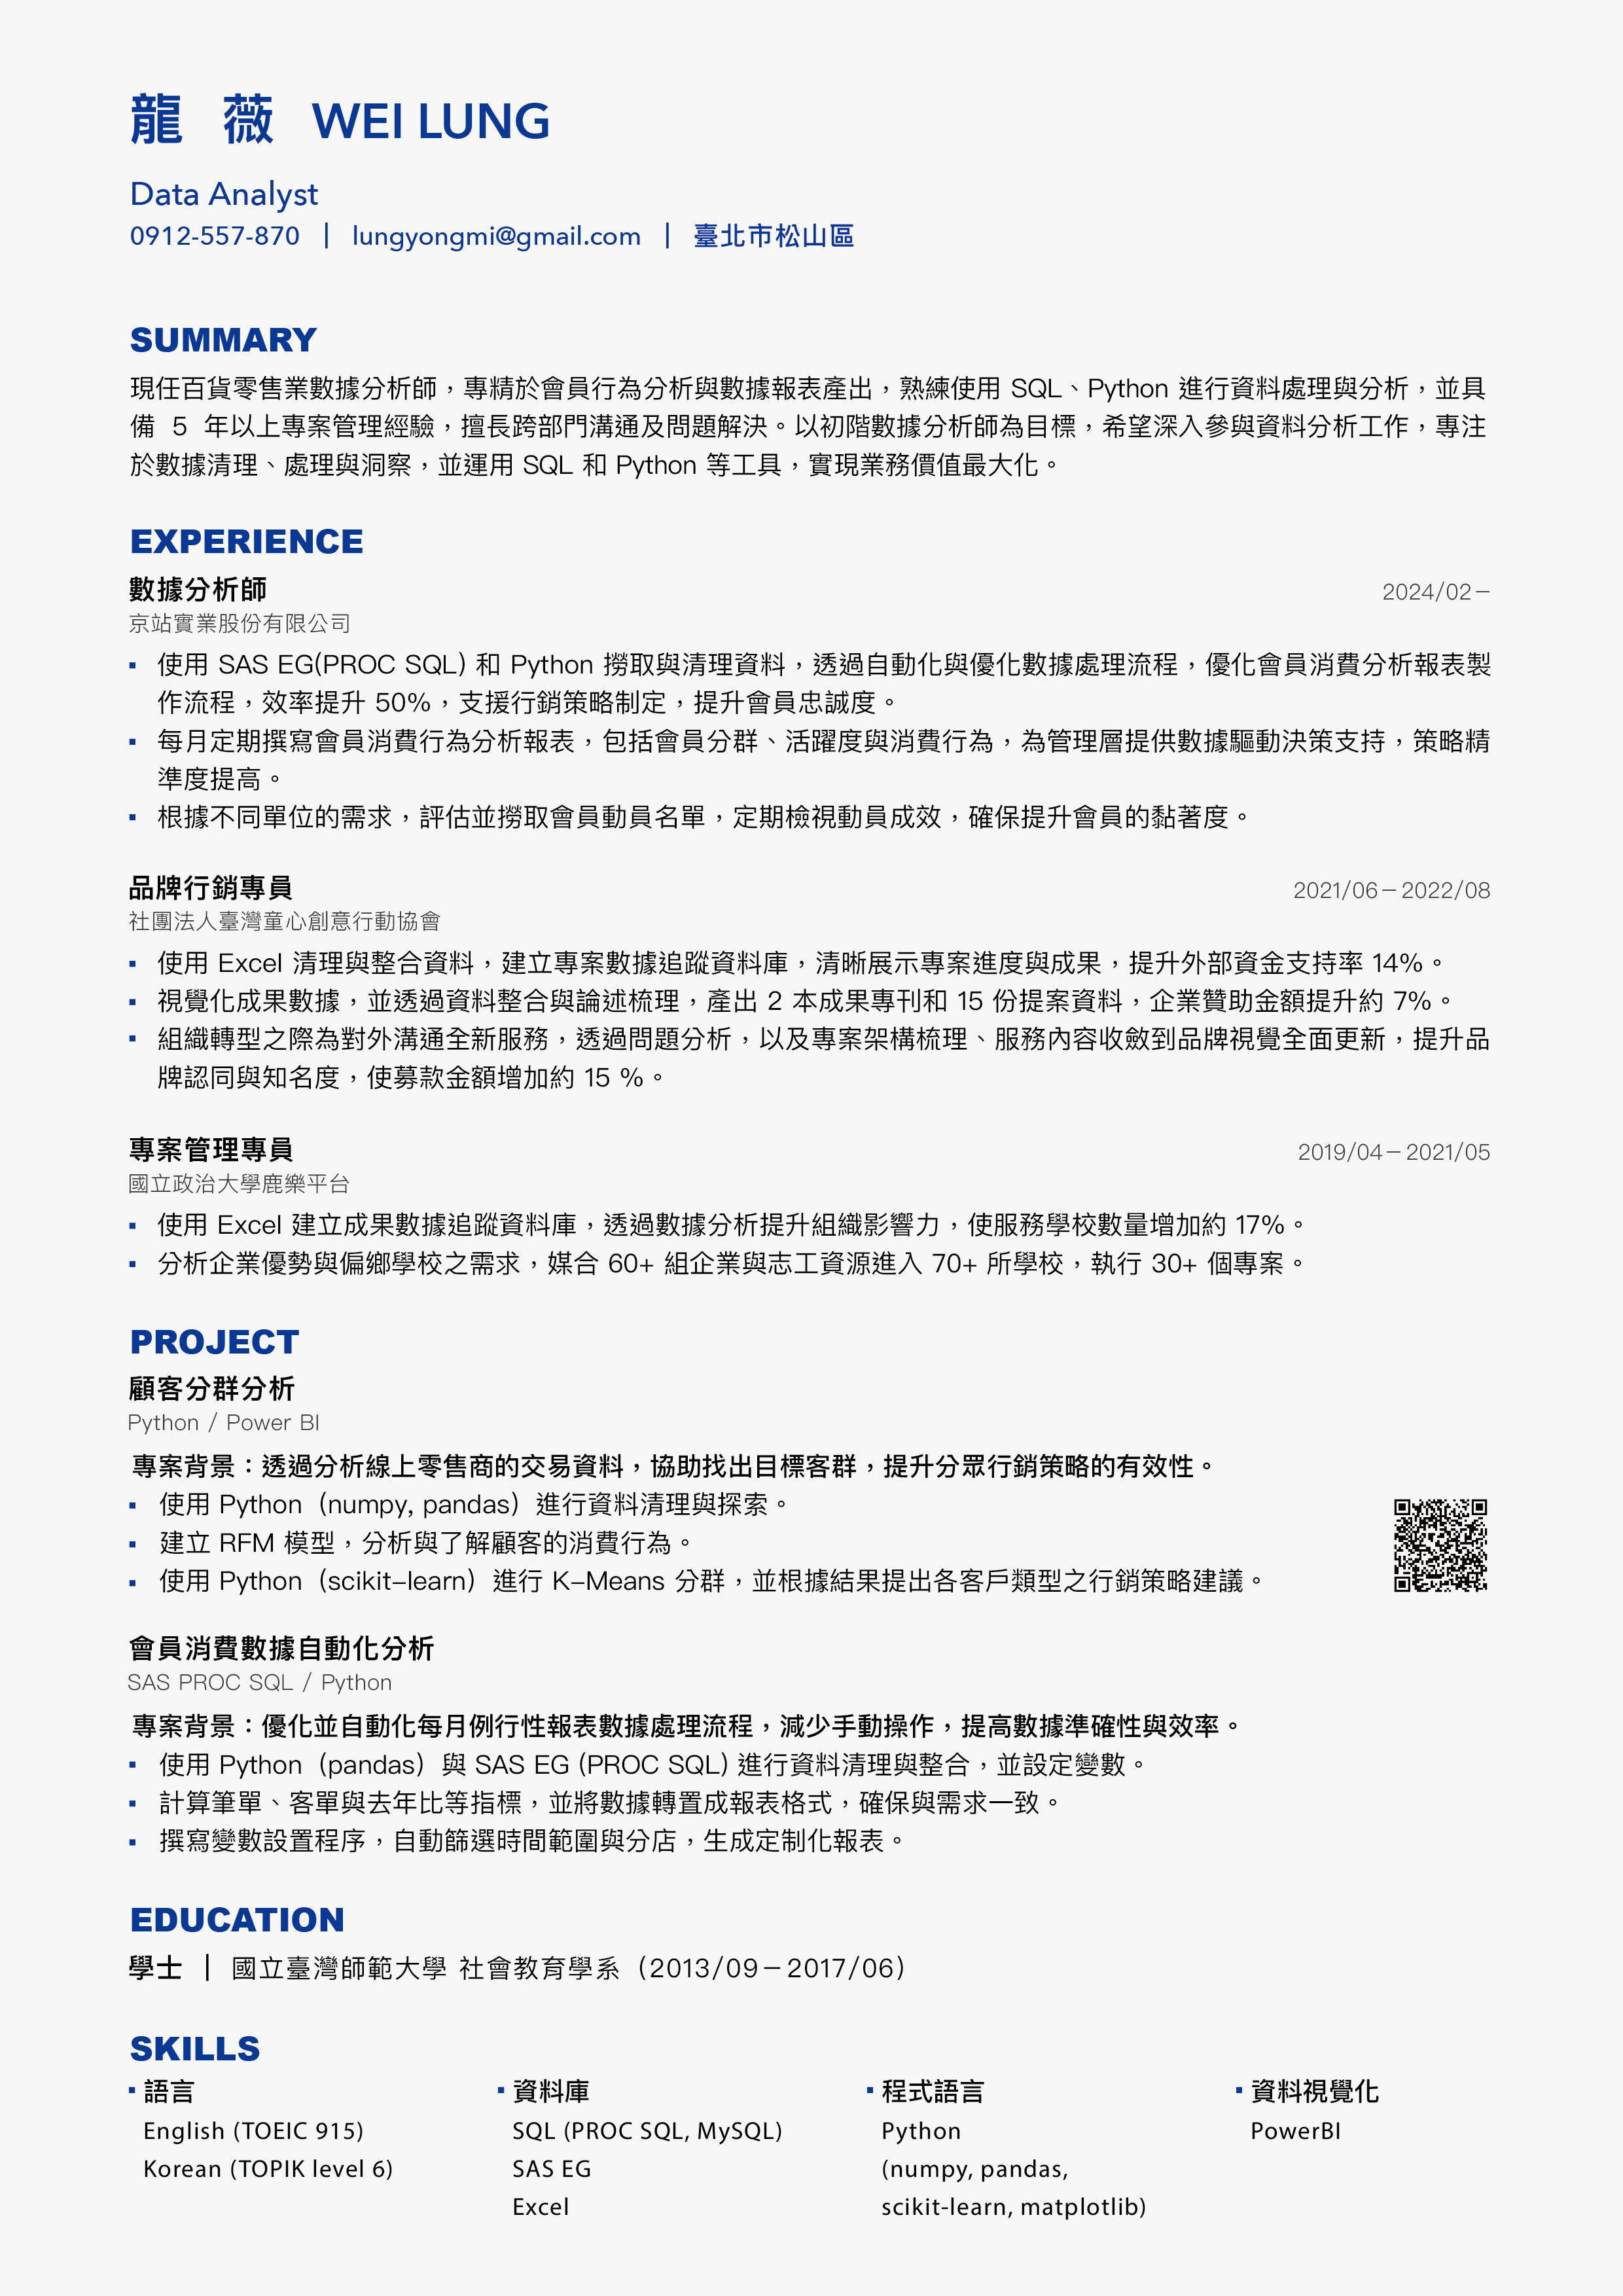 龍 薇 WEI LUNG
Data Analyst
0912-557-870 | lungyongmi@gmail.com | 臺北市松山區
SUMMARY
現任百貨零售業數據分析師，專精於會員行為分析與數據報表產出，熟練使用 SQL、Python 進行資料處理與分析，並具
備 5 年以上專案管理經驗，擅長跨部門溝通及問題解決。以初階數據分析師為目標，希望深入參與資料分析工作，專注
於數據清理、處理與洞察，並運用 SQL 和 Python 等工具，實現業務價值最大化。
EXPERIENCE
數據分析師 2024/02－
京站實業股份有限公司
▪ 使用 SAS EG(PROC SQL) 和 Python 撈取與清理資料，透過自動化與優化數據處理流程，優化會員消費分析報表製
作流程，效率提升 50%，支援行銷策略制定，提升會員忠誠度。
▪ 每月定期撰寫會員消費行為分析報表，包括會員分群、活躍度與消費行為，為管理層提供數據驅動決策支持，策略精
準度提高。
▪ 根據不同單位的需求，評估並撈取會員動員名單，定期檢視動員成效，確保提升會員的黏著度。
品牌行銷專員 2021/06－2022/08
社團法人臺灣童心創意行動協會
▪ 使用 Excel 清理與整合資料，建立專案數據追蹤資料庫，清晰展示專案進度與成果，提升外部資金支持率 14%。
▪ 視覺化成果數據，並透過資料整合與論述梳理，產出 2 本成果專刊和 15 份提案資料，企業贊助金額提升約 7%。
▪ 組織轉型之際為對外溝通全新服務，透過問題分析，以及專案架構梳理、服務內容收斂到品牌視覺全面更新，提升品
牌認同與知名度，使募款金額增加約 15 %。
專案管理專員 2019/04－2021/05
國立政治大學鹿樂平台
▪ 使用 Excel 建立成果數據追蹤資料庫，透過數據分析提升組織影響力，使服務學校數量增加約 17%。
▪ 分析企業優勢與偏鄉學校之需求，媒合 60+ 組企業與志工資源進入 70+ 所學校，執行 30+ 個專案。
PROJECT
顧客分群分析
Python / Power BI
專案背景：透過分析線上零售商的交易資料，協助找出目標客群，提升分眾行銷策略的有效性。
▪ 使用 Python（numpy, pandas）進行資料清理與探索。
▪ 建立 RFM 模型，分析與了解顧客的消費行為。
▪ 使用 Python（scikit–learn）進行 K–Means 分群，並根據結果提出各客戶類型之行銷策略建議。
會員消費數據自動化分析
SAS PROC SQL / Python
專案背景：優化並自動化每月例行性報表數據處理流程，減少手動操作，提高數據準確性與效率。
▪ 使用 Python（pandas）與 SAS EG (PROC SQL) 進行資料清理與整合，並設定變數。
▪ 計算筆單、客單與去年比等指標，並將數據轉置成報表格式，確保與需求一致。
▪ 撰寫變數設置程序，自動篩選時間範圍與分店，生成定制化報表。
EDUCATION
學士 | 國立臺灣師範大學 社會教育學系（2013/09－2017/06）
SKILLS
▪ 語言
English (TOEIC 915)
Korean (TOPIK level 6)
▪ 資料庫
SQL (PROC SQL, MySQL)
SAS EG
Excel
▪ 程式語言
Python
(numpy, pandas,
scikit-learn, matplotlib)
▪ 資料視覺化
PowerBI